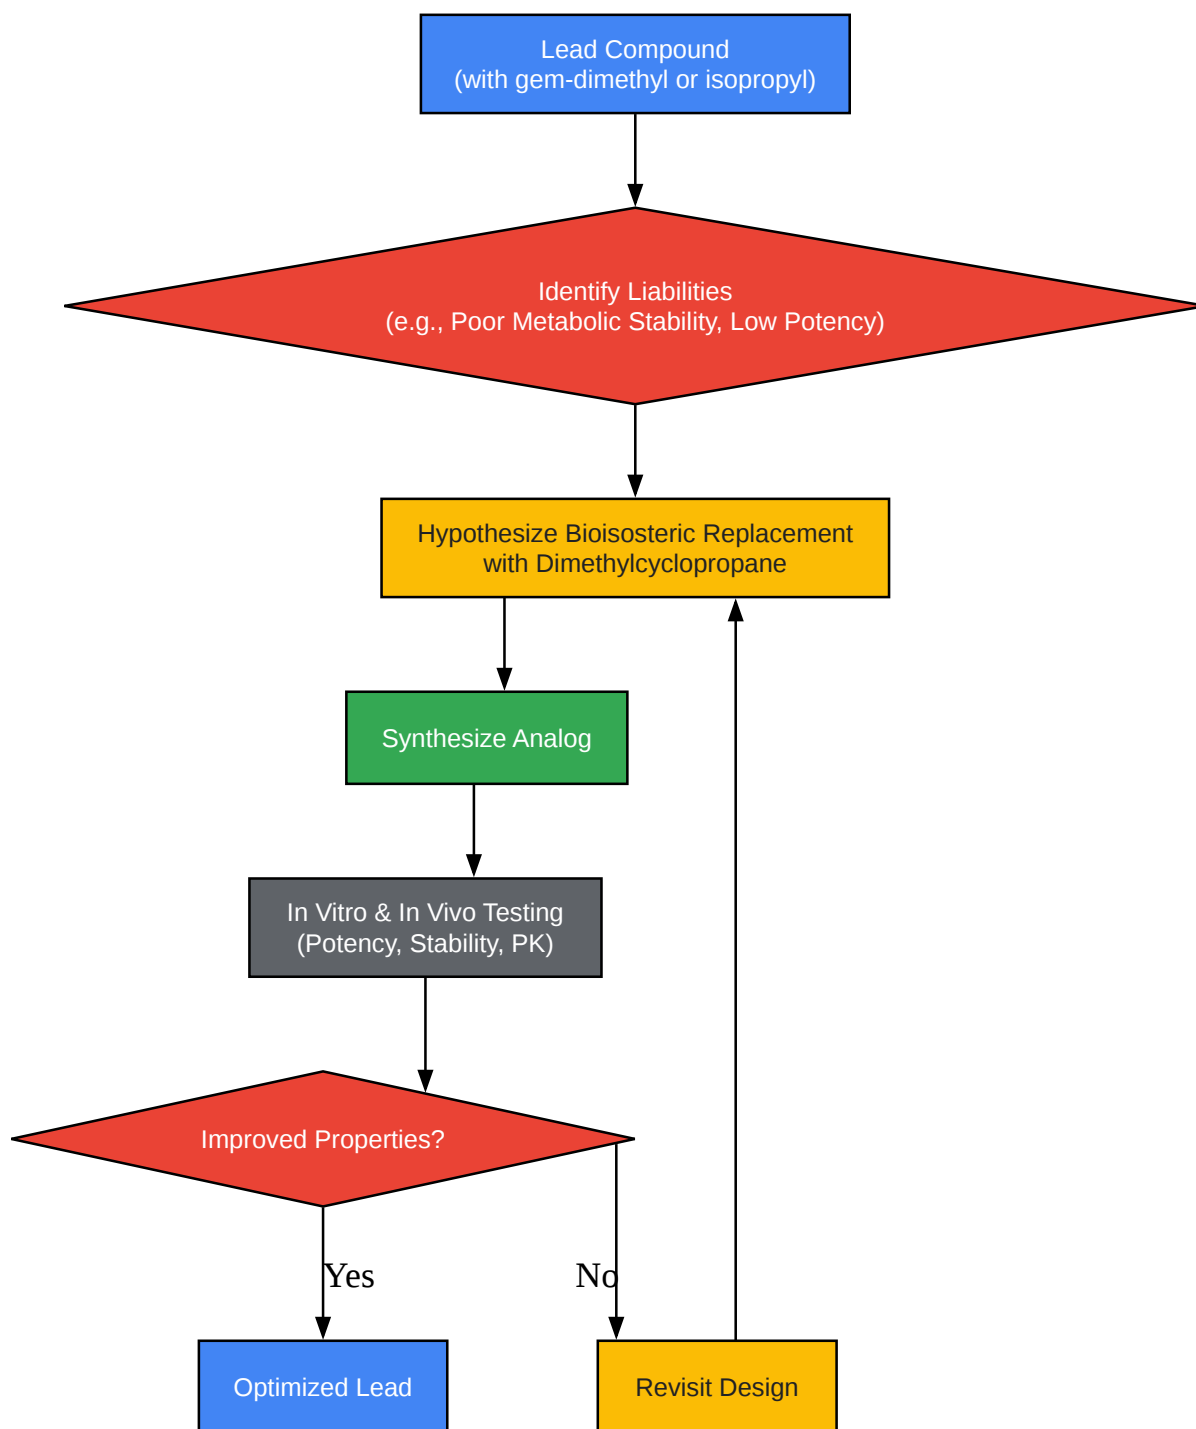 Lead Compound
(with gem-dimethyl or isopropyl)
Identify Liabilities
(e.g., Poor Metabolic Stability, Low Potency)
Hypothesize Bioisosteric Replacement
with Dimethylcyclopropane
Synthesize Analog
In Vitro & In Vivo Testing
(Potency, Stability, PK)
Improved Properties?
Yes
No
Optimized Lead
Revisit Design